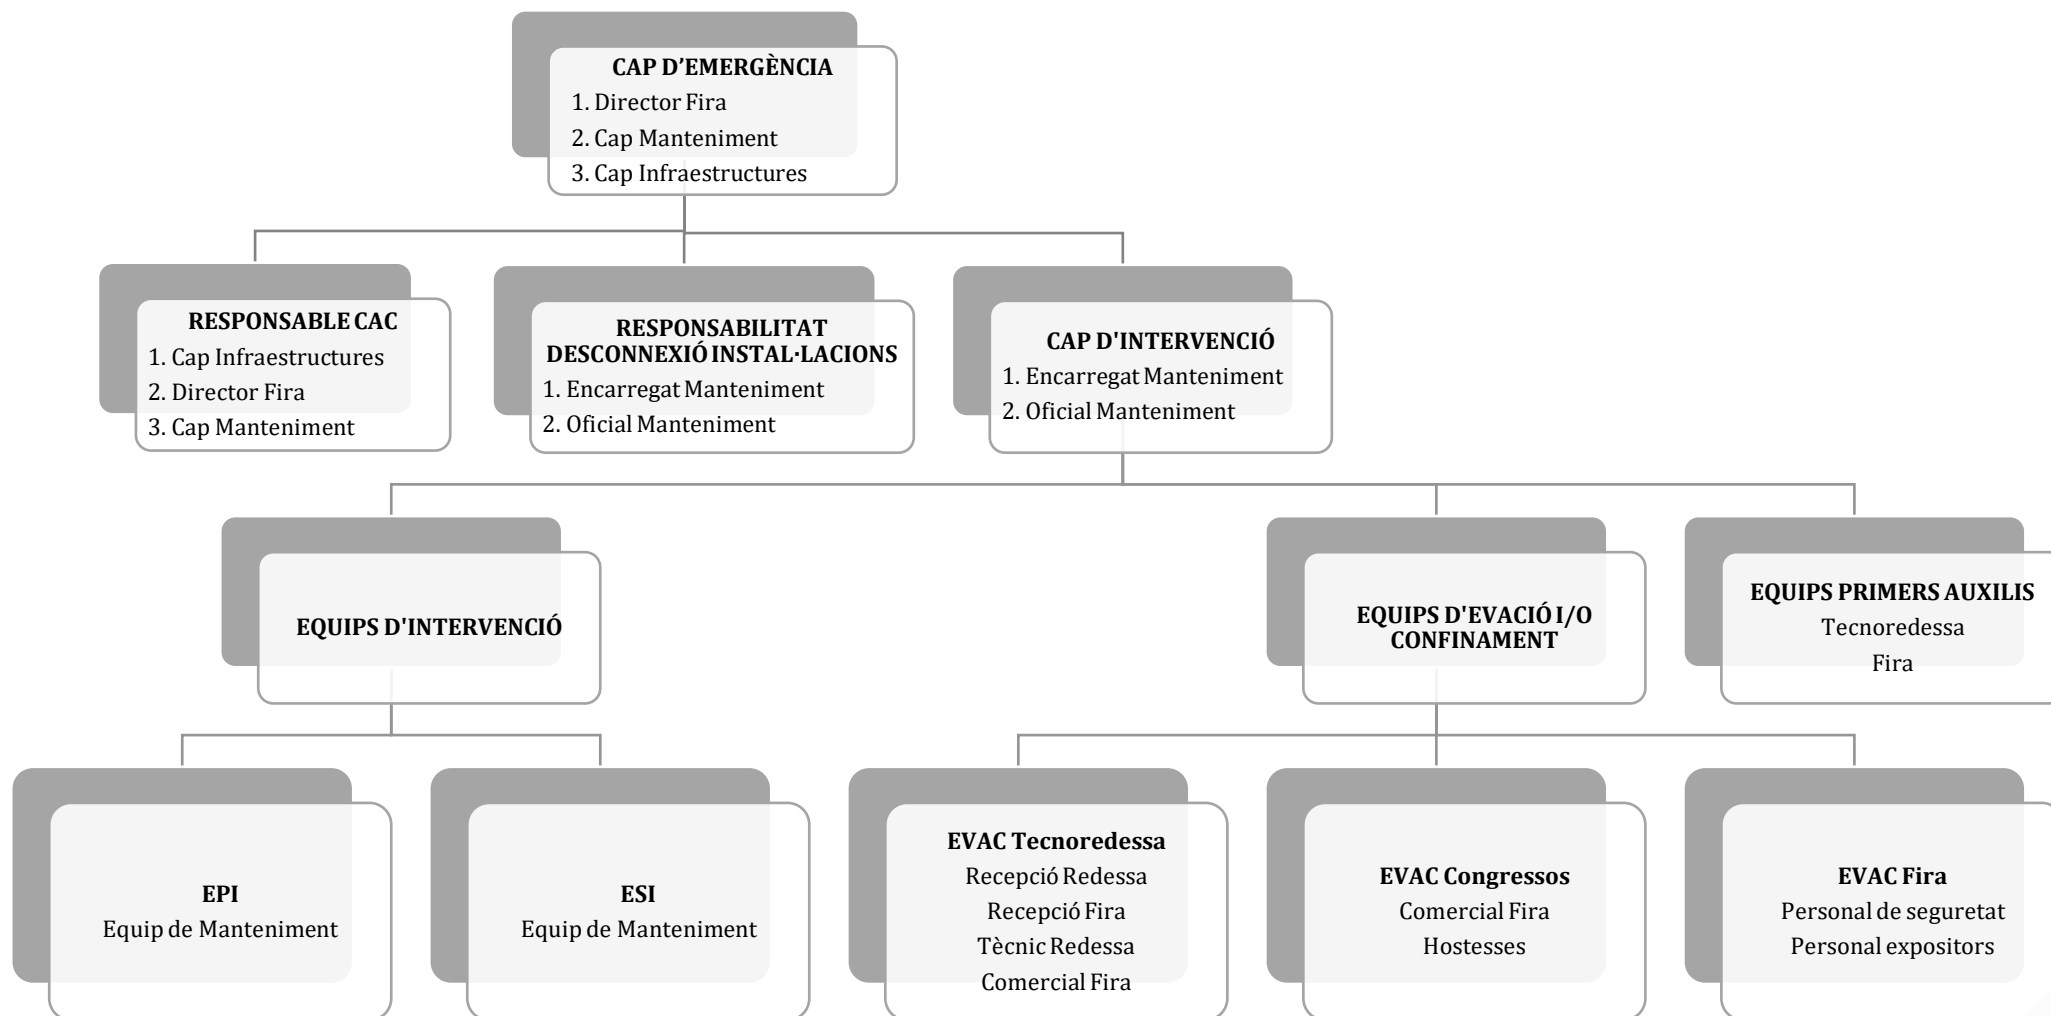 CAP D’EMERGÈNCIA
1. Director Fira
2. Cap Manteniment
3. Cap Infraestructures
RESPONSABLE CAC
1. Cap Infraestructures
2. Director Fira
3. Cap Manteniment
RESPONSABILITAT
DESCONNEXIÓ INSTAL·LACIONS
1. Encarregat Manteniment
2. Oficial Manteniment
CAP D'INTERVENCIÓ
1. Encarregat Manteniment
2. Oficial Manteniment
EQUIPS D'INTERVENCIÓ
EQUIPS D'EVACIÓ I/O
CONFINAMENT
EQUIPS PRIMERS AUXILIS
Tecnoredessa
Fira
EPI
Equip de Manteniment
ESI
Equip de Manteniment
EVAC Tecnoredessa
Recepció Redessa
Recepció Fira
Tècnic Redessa
Comercial Fira
EVAC Congressos
Comercial Fira
Hostesses
EVAC Fira
Personal de seguretat
Personal expositors